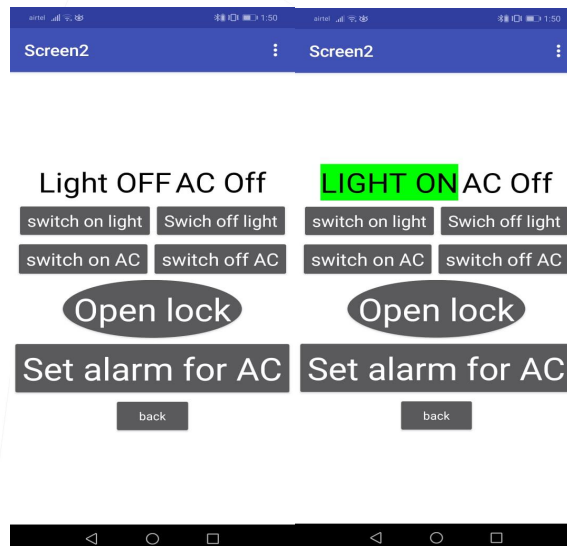 airtel 1:50
Screen2
Light OFF AC Off
switch on light Swich off light
switch on AC switch off AC
Open lock
Set alarm for AC
back
airtel 1:50
Screen2
LIGHT ON AC Off
switch on light Swich off light
switch on AC switch off AC
Open lock
Set alarm for AC
back